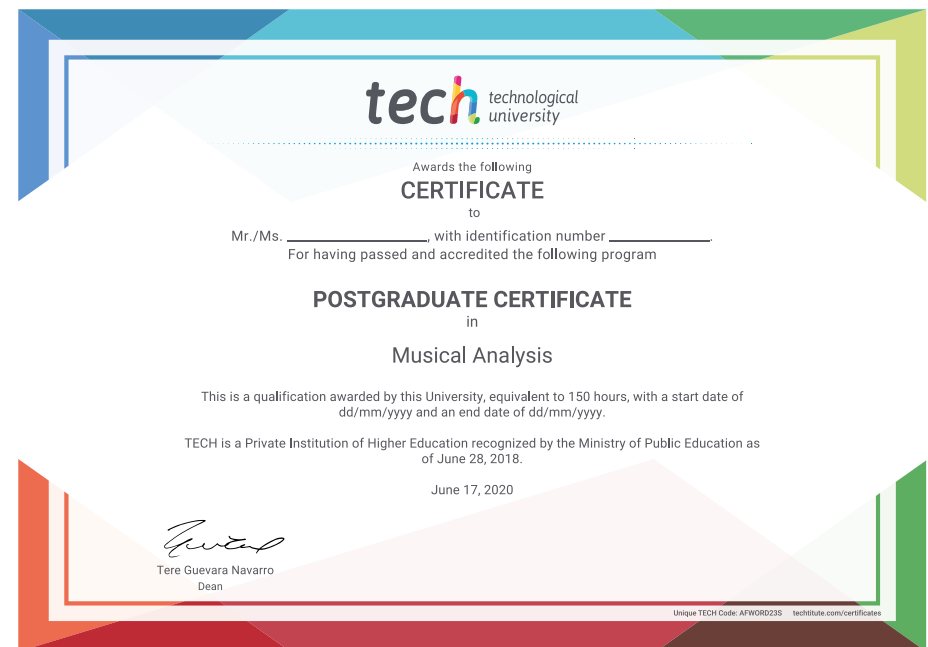 tech technological
university
Awards the following
CERTIFICATE
to
Mr./Ms. ____________________, with identification number ______________.
For having passed and accredited the following program
POSTGRADUATE CERTIFICATE
in
Musical Analysis
This is a qualification awarded by this University, equivalent to 150 hours, with a start date of
dd/mm/yyyy and an end date of dd/mm/yyyy.
TECH is a Private Institution of Higher Education recognized by the Ministry of Public Education as
of June 28, 2018.
June 17, 2020
Tere Guevara Navarro
Dean
Unique TECH Code: AFWORD23S techtitute.com/certificates